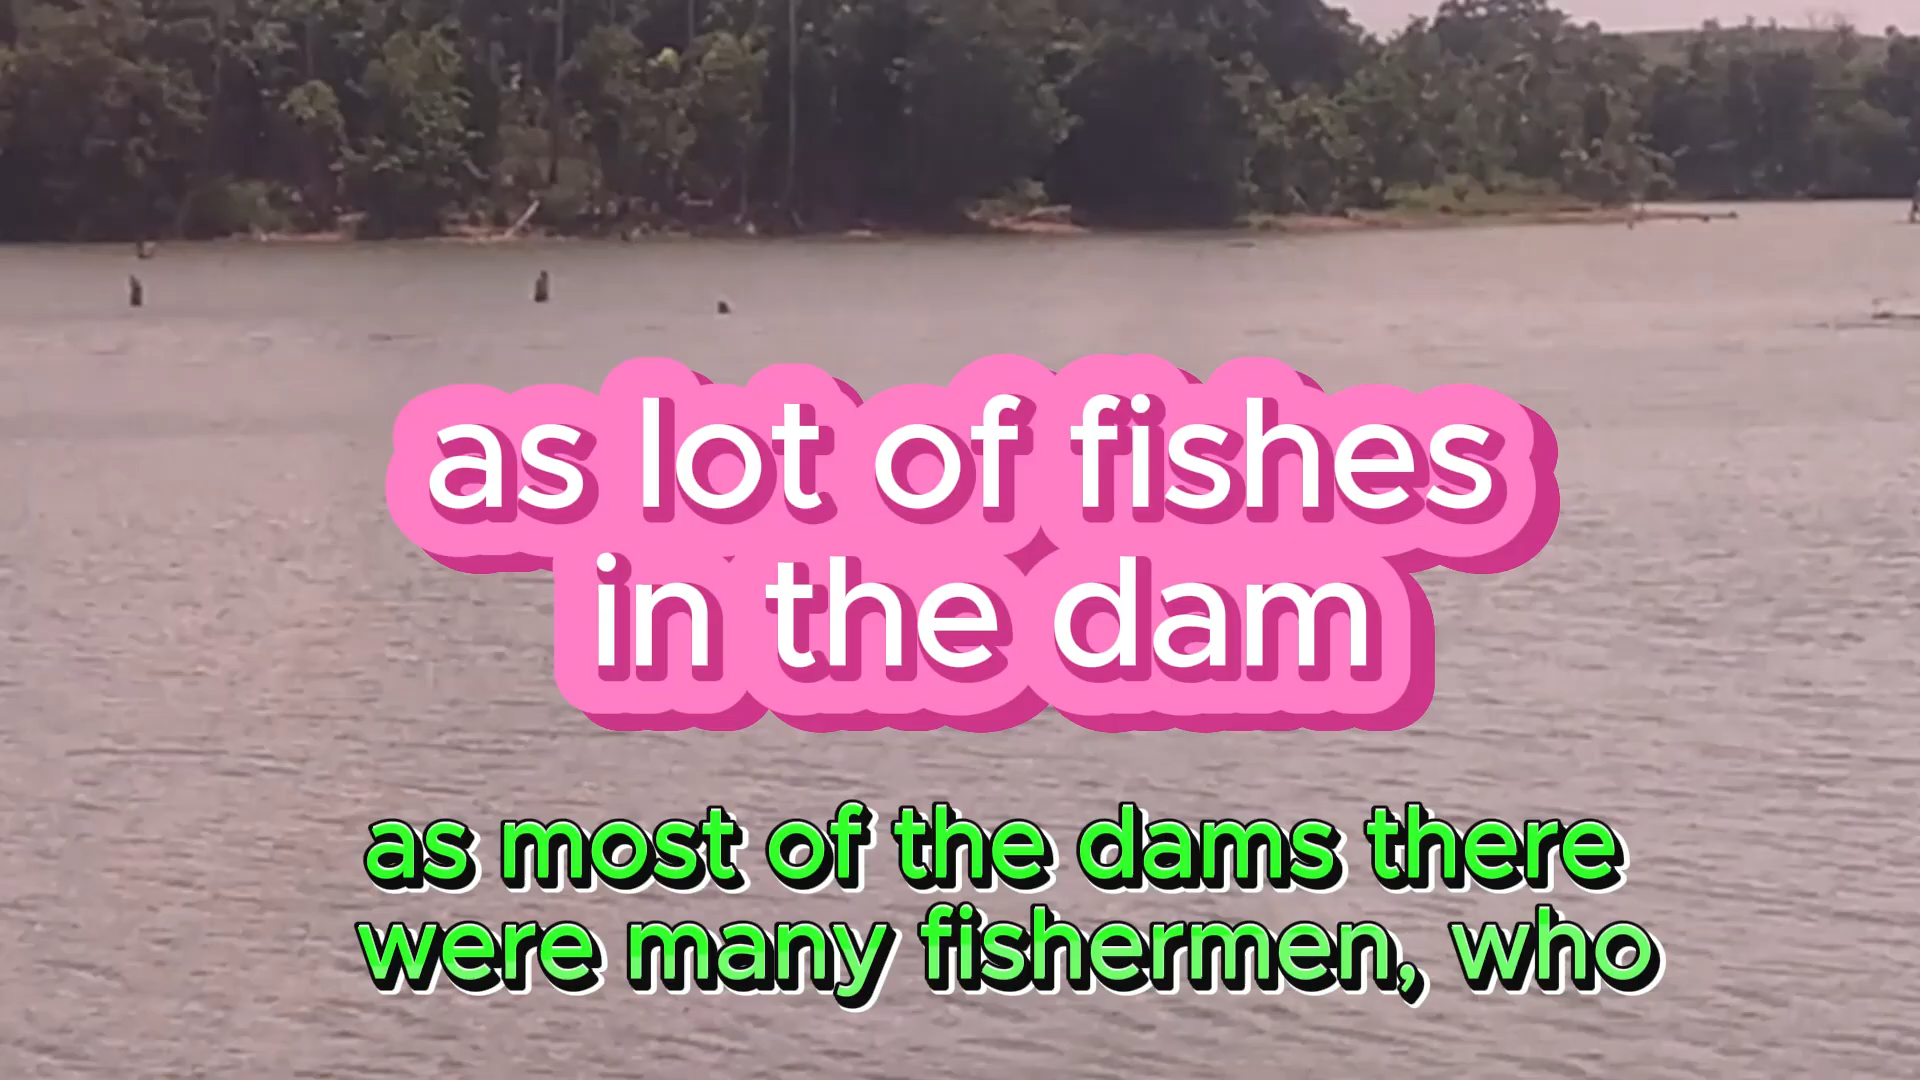 as lot of fishes
in the dam
as most of the dams there
were many fishermen, who